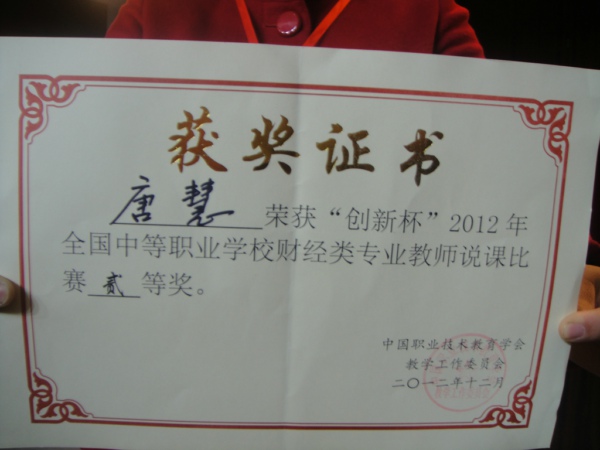 获奖证书
唐慧荣获“创新杯”2012年
全国中等职业学校财经类专业教师说课比
赛贰等奖。
中国职业技术教育学会
教学工作委员会
二〇一二年十二月